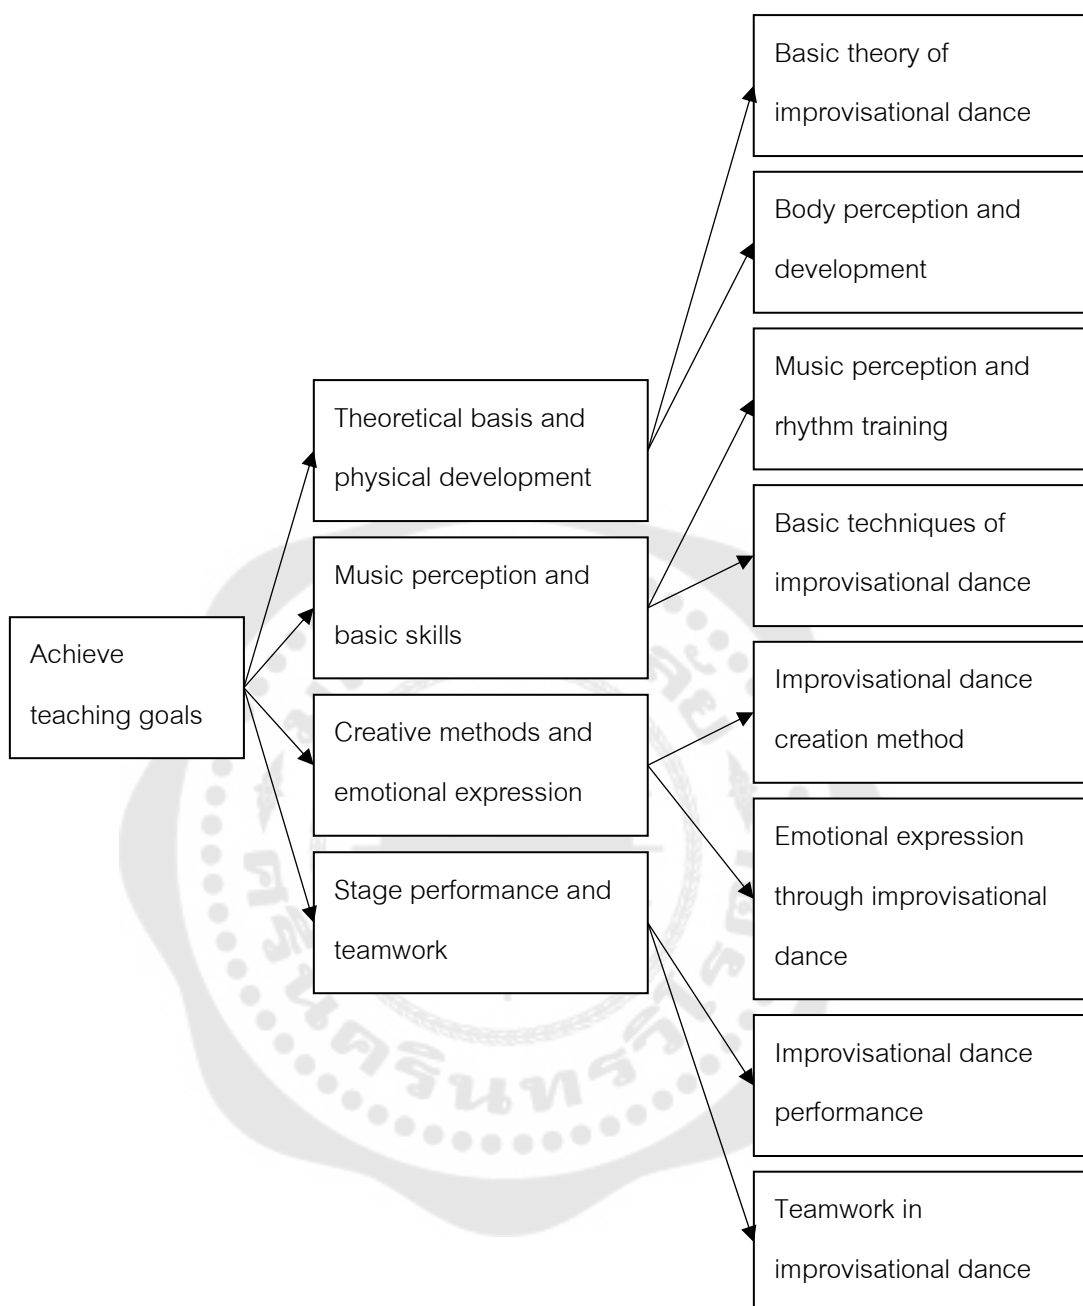 Basic theory of
improvisational dance
Body perception and
development
Music perception and
rhythm training
Theoretical basis and
physical development
Basic techniques of
improvisational dance
Music perception and
basic skills
Achieve
teaching goals
Improvisational dance
creation method
Creative methods and
emotional expression
Emotional expression
through improvisational
dance
Stage performance and
teamwork
Improvisational dance
performance
Teamwork in
improvisational dance